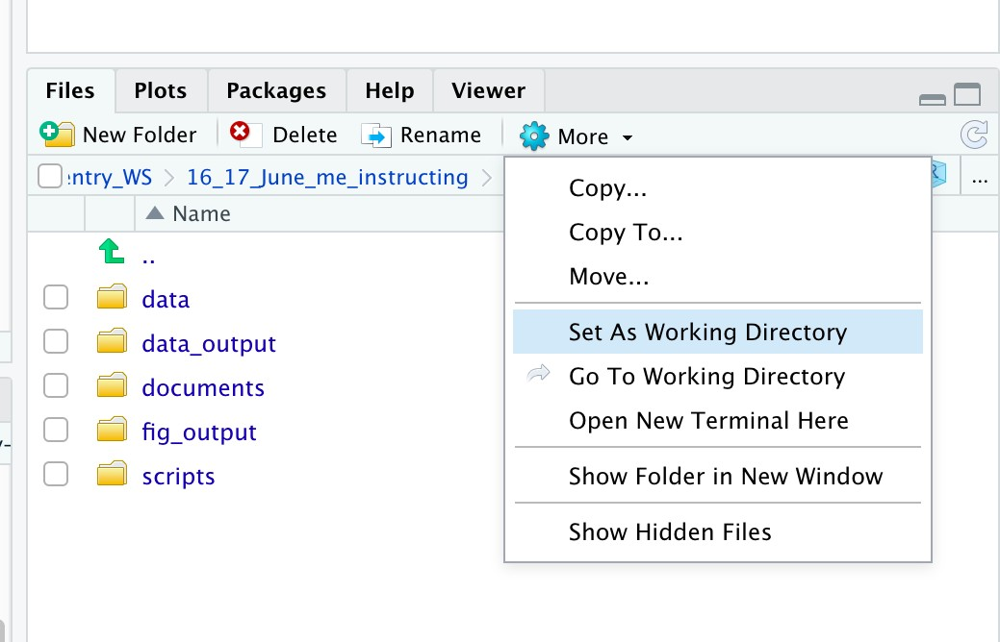 Files Plots Packages Help Viewer
New Folder Delete Rename More
entry_WS 16_17_June_me_instructing ...
Name
..
data
data_output
documents
fig_output
scripts
Copy...
Copy To...
Move...
Set As Working Directory
Go To Working Directory
Open New Terminal Here
Show Folder in New Window
Show Hidden Files